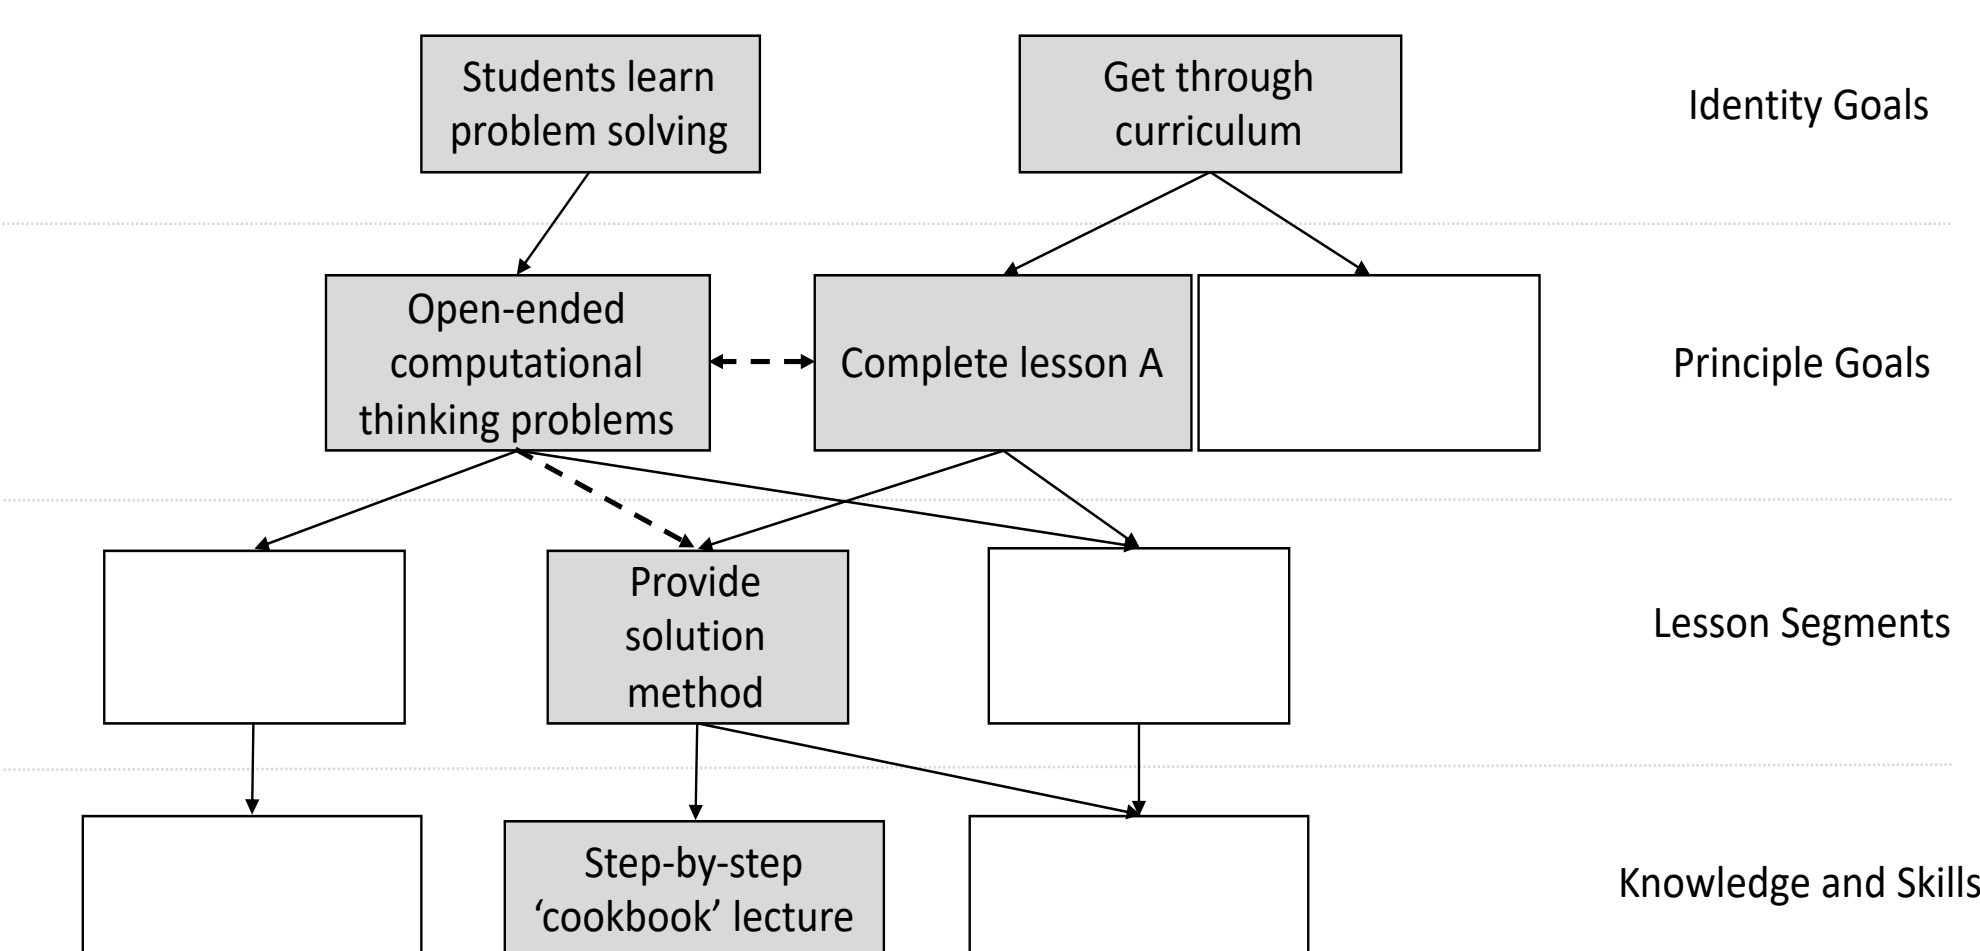 Students learn
problem solving
Get through
curriculum
Identity Goals
Open-ended
computational
thinking problems
Complete lesson A
Principle Goals
Provide
solution
method
Lesson Segments
Step-by-step
‘cookbook’ lecture
Knowledge and Skills